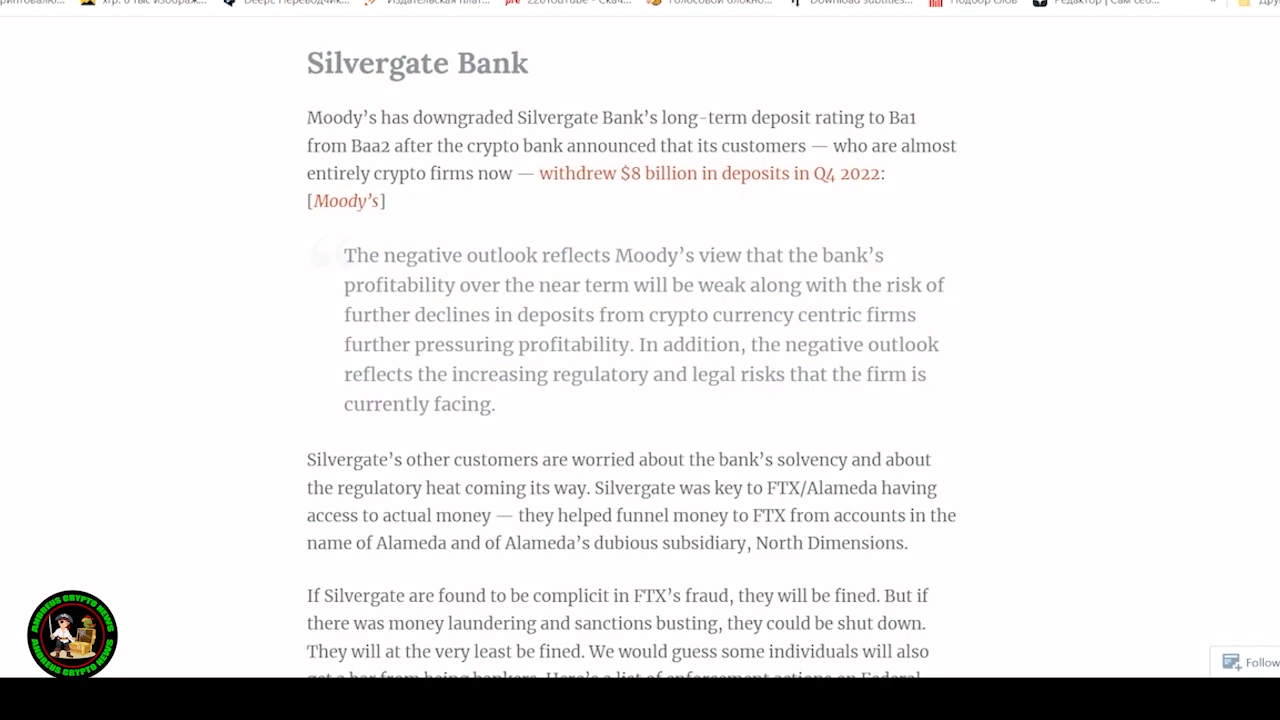 Silvergate Bank
Moody’s has downgraded Silvergate Bank’s long-term deposit rating to Ba1
from Baa2 after the crypto bank announced that its customers — who are almost
entirely crypto firms now — withdrew $8 billion in deposits in Q4 2022:
[Moody’s]
The negative outlook reflects Moody’s view that the bank’s
profitability over the near term will be weak along with the risk of
further declines in deposits from crypto currency centric firms
further pressuring profitability. In addition, the negative outlook
reflects the increasing regulatory and legal risks that the firm is
currently facing.
Silvergate’s other customers are worried about the bank’s solvency and about
the regulatory heat coming its way. Silvergate was key to FTX/Alameda having
access to actual money — they helped funnel money to FTX from accounts in the
name of Alameda and of Alameda’s dubious subsidiary, North Dimensions.
If Silvergate are found to be complicit in FTX’s fraud, they will be fined. But if
there was money laundering and sanctions busting, they could be shut down.
They will at the very least be fined. We would guess some individuals will also
ANDREUS CRYPTO NEWS
ANDREUS CRYPTO NEWS
Follow